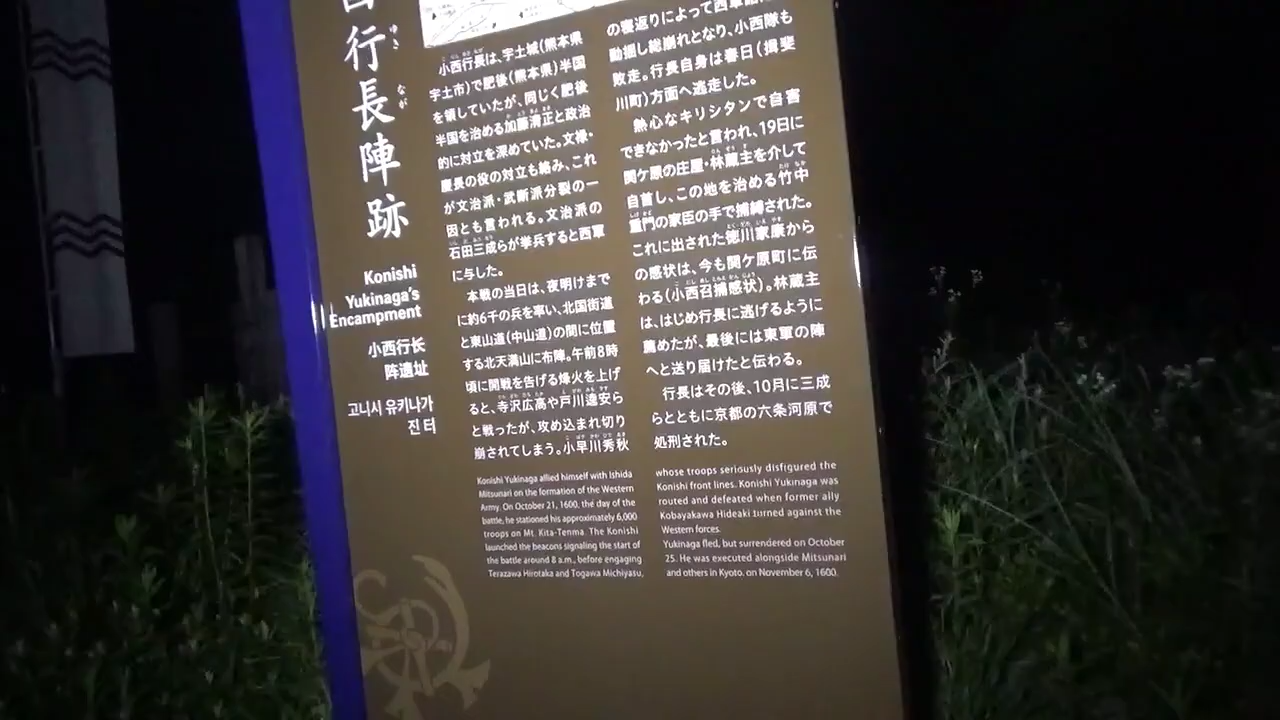 行長陣跡
ゆき
なが
Konishi
Yukinaga's
Encampment
小西行长
阵遗址
고니시 유키나가
진 터
小西行長は、宇土城(熊本県
宇土市)で肥後(熊本県)半国
を領していたが、同じく肥後
半国を治める加藤清正と政治
的に対立を深めていた。文禄・
慶長の役の対立も絡み、これ
が文治派・武断派分裂の一
因とも言われる。文治派の
石田三成らが挙兵すると西軍
に与した。
本戦の当日は、夜明けまで
に約6千の兵を率い、北国街道
と東山道(中山道)の間に位置
する北天満山に布陣。午前8時
頃に開戦を告げる烽火を上げ
ると、寺沢広高や戸川達安ら
と戦ったが、攻め込まれ切り
崩されてしまう。小早川秀秋
の寝返りによって西軍
動揺し総崩れとなり、小西隊も
敗走。行長自身は春日(揖斐
川町)方面へ逃走した。
熱心なキリシタンで自害
できなかったと言われ、19日に
関ケ原の庄屋・林蔵主を介して
自首し、この地を治める竹中
重門の家臣の手で捕縛された。
これに出された徳川家康から
の感状は、今も関ケ原町に伝
わる(小西召捕感状)。林蔵主
は、はじめ行長に逃げるように
薦めたが、最後には東軍の陣
へと送り届けたと伝わる。
行長はその後、10月に三成
らとともに京都の六条河原で
処刑された。
Konishi Yukinaga allied himself with Ishida
Mitsunari on the formation of the Western
Army. On October 21, 1600, the day of the
battle, he stationed his approximately 6,000
troops on Mt. Kita-Tenma. The Konishi
launched the beacons signaling the start of
the battle around 8 a.m., before engaging
Terazawa Hirotaka and Togawa Michiyasu,
whose troops seriously disfigured the
Konishi front lines. Konishi Yukinaga was
routed and defeated when former ally
Kobayakawa Hideaki turned against the
Western forces.
Yukinaga fled, but surrendered on October
25. He was executed alongside Mitsunari
and others in Kyoto, on November 6, 1600.